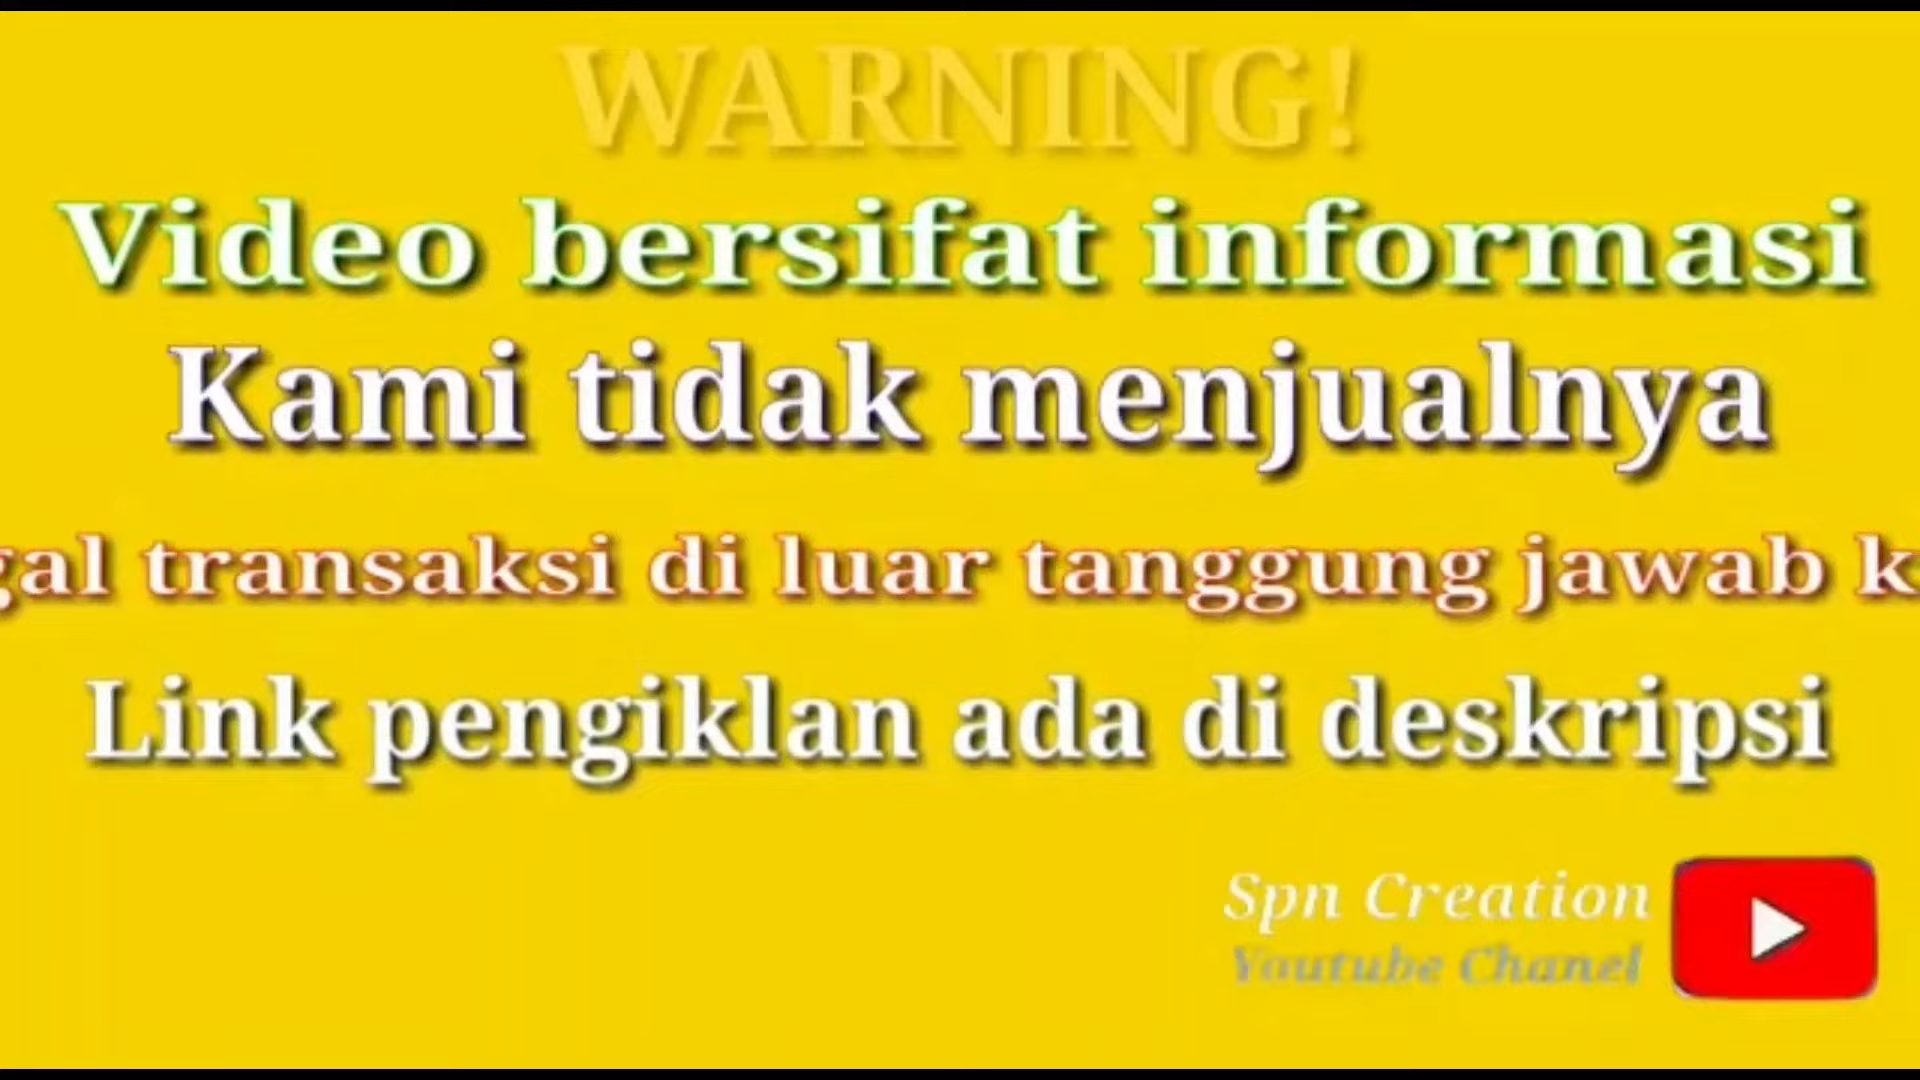 WARNING!
Video bersifat informasi
Kami tidak menjualnya
gal transaksi di luar tanggung jawab k
Link pengiklan ada di deskripsi
Spn Creation
Youtube Chanel